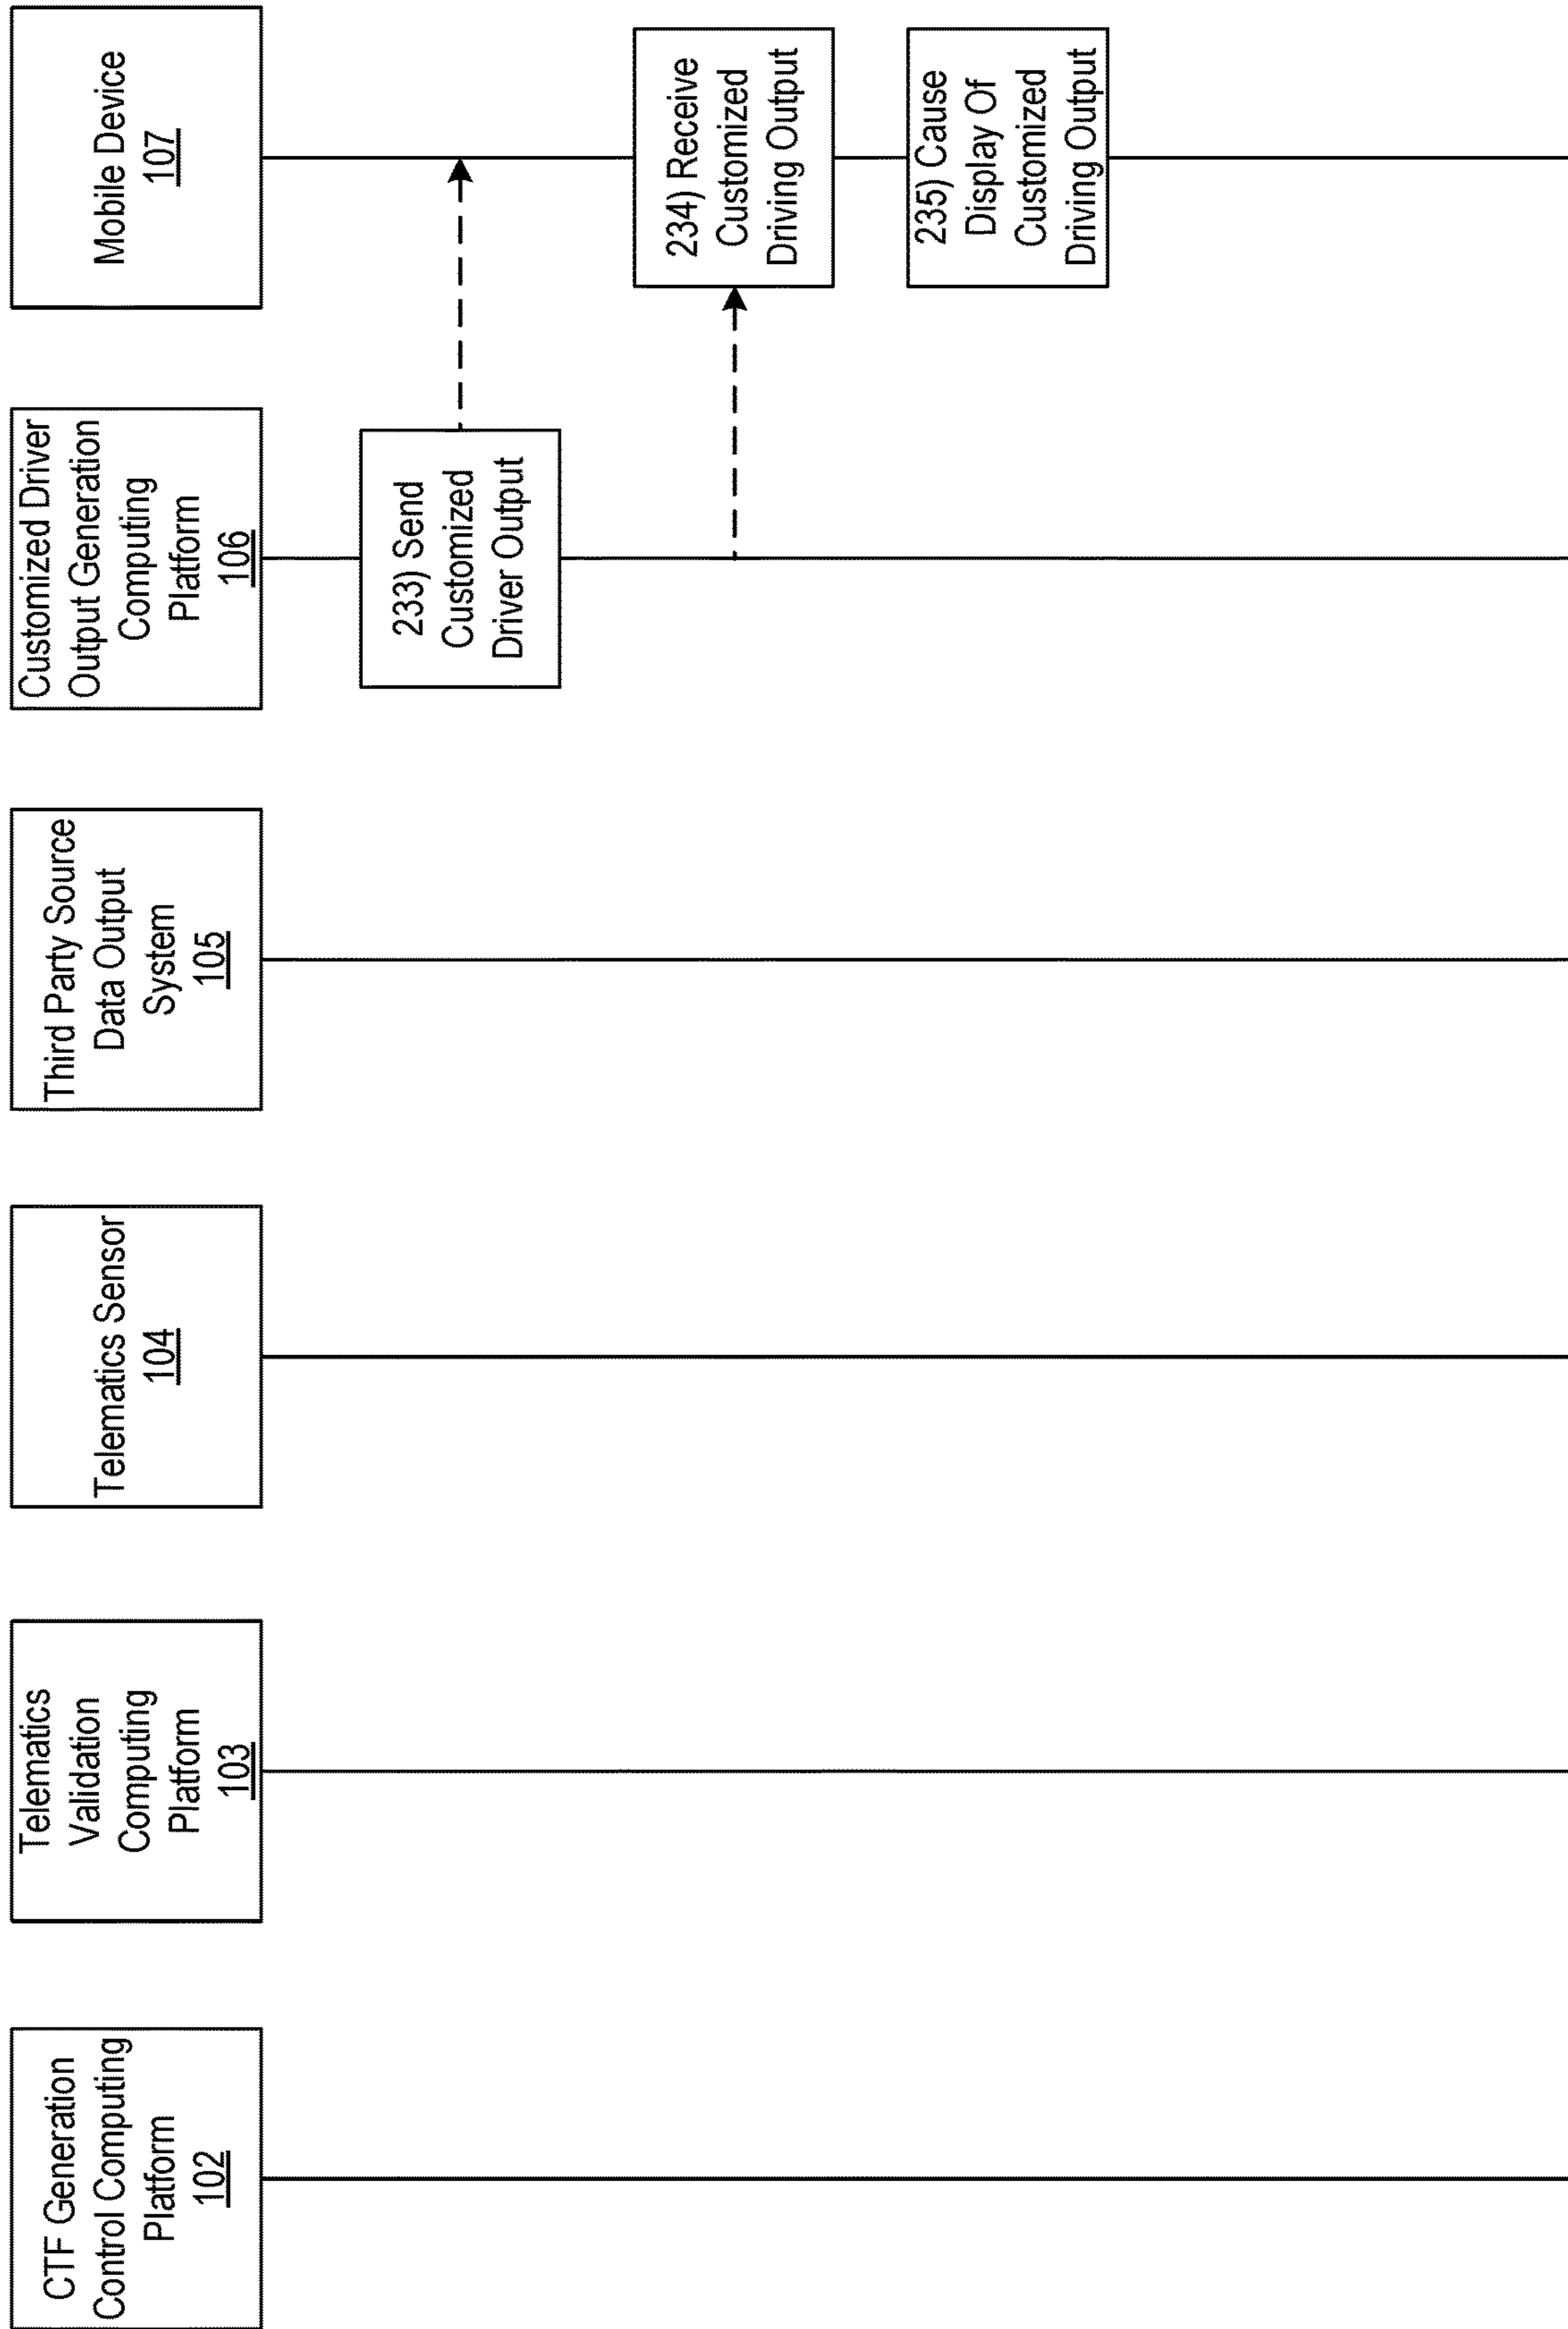 CTF Generation
Control Computing
Platform
102
Telematics
Validation
Computing
Platform
103
Telematics Sensor
104
Third Party Source
Data Output
System
105
Customized Driver
Output Generation
Computing
Platform
106
Mobile Device
107
233) Send
Customized
Driver Output
234) Receive
Customized
Driving Output
235) Cause
Display Of
Customized
Driving Output